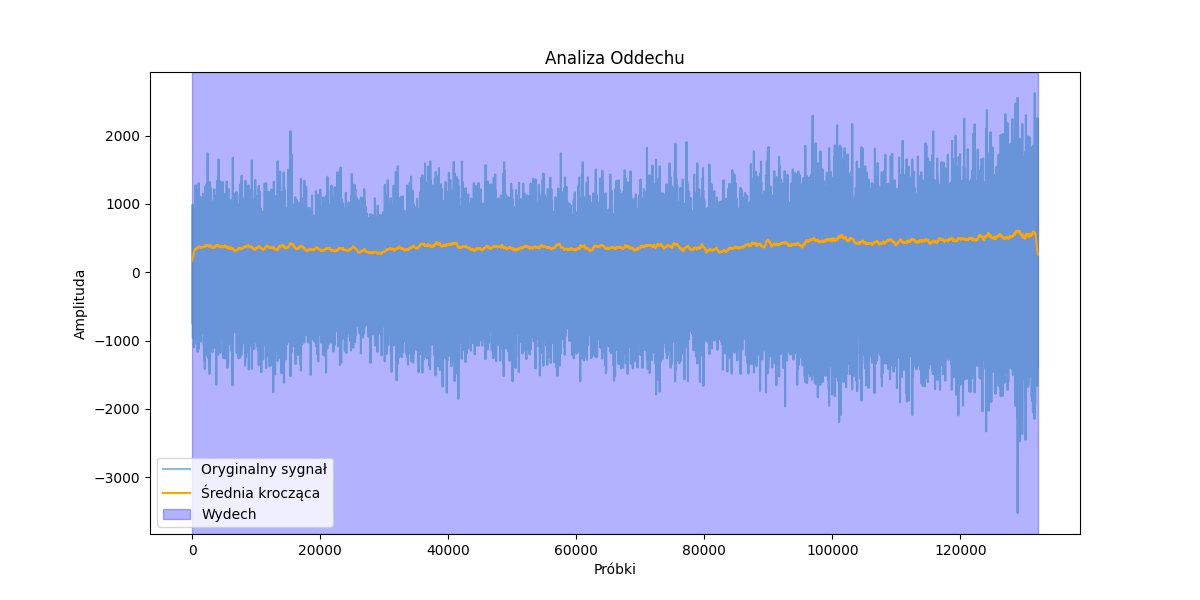 Analiza Oddechu
Amplituda
2000
1000
0
−1000
−2000
−3000
Oryginalny sygnał
Średnia krocząca
Wydech
0 20000 40000 60000 80000 100000 120000
Próbki